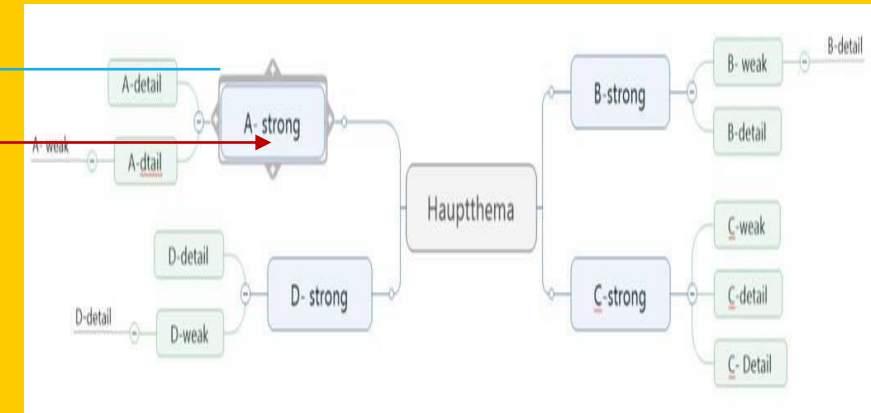 A-detail
A- strong
A- weak
A-dtail
D-detail
D- strong
D-detail
D-weak
Hauptthema
B-strong
B- weak
B-detail
B-detail
C-strong
C-weak
C-detail
C- Detail